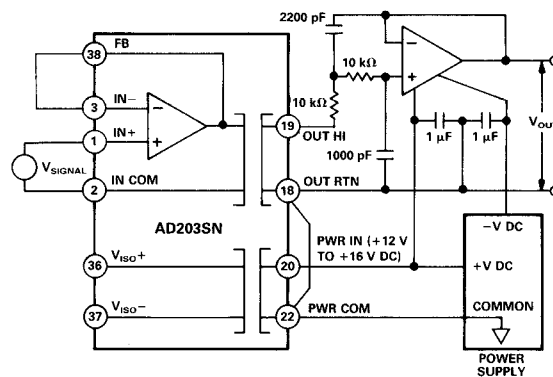 2200 pF
38
FB
3
IN−
1
IN+
VSIGNAL
2
IN COM
AD203SN
36
VISO+
37
VISO−
10 kΩ
10 kΩ
19
OUT HI
1000 pF
18
OUT RTN
20
PWR IN (+12 V
TO +16 V DC)
22
PWR COM
−
+
−
+
1 µF
1 µF
VOUT
−V DC
+V DC
COMMON
POWER
SUPPLY